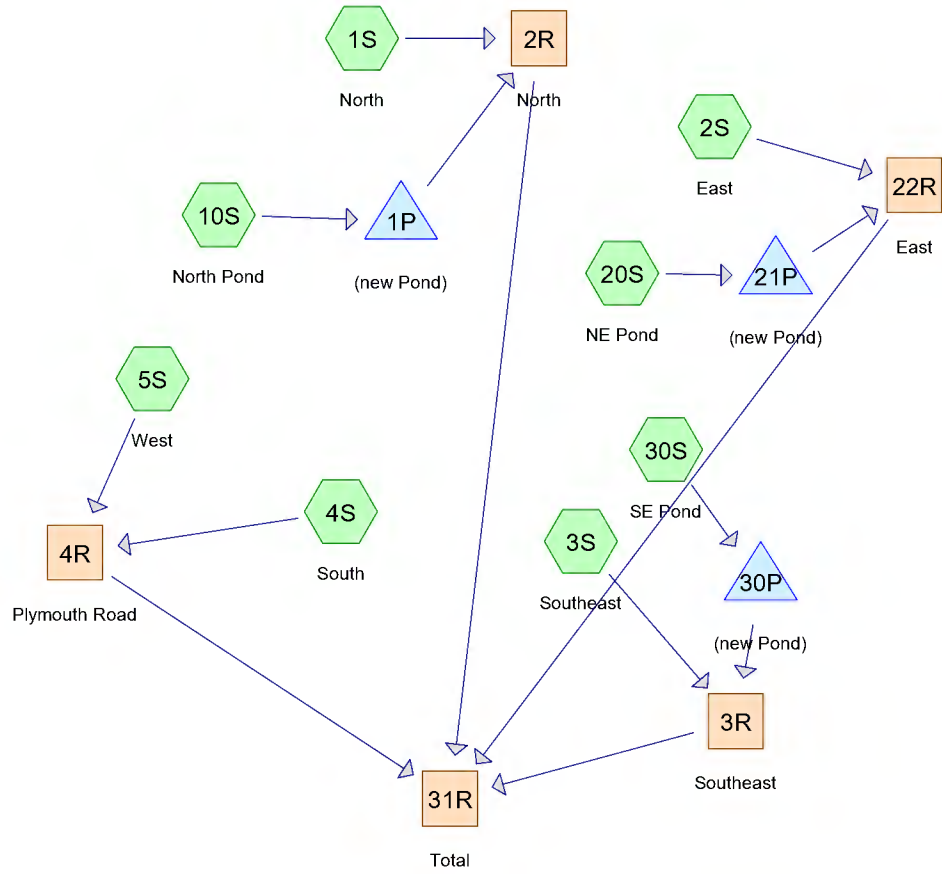 1S
2R
North
North
2S
22R
East
East
10S
1P
North Pond
(new Pond)
20S
21P
NE Pond
(new Pond)
5S
West
30S
SE Pond
4S
South
3S
Southeast
4R
Plymouth Road
30P
(new Pond)
3R
Southeast
31R
Total